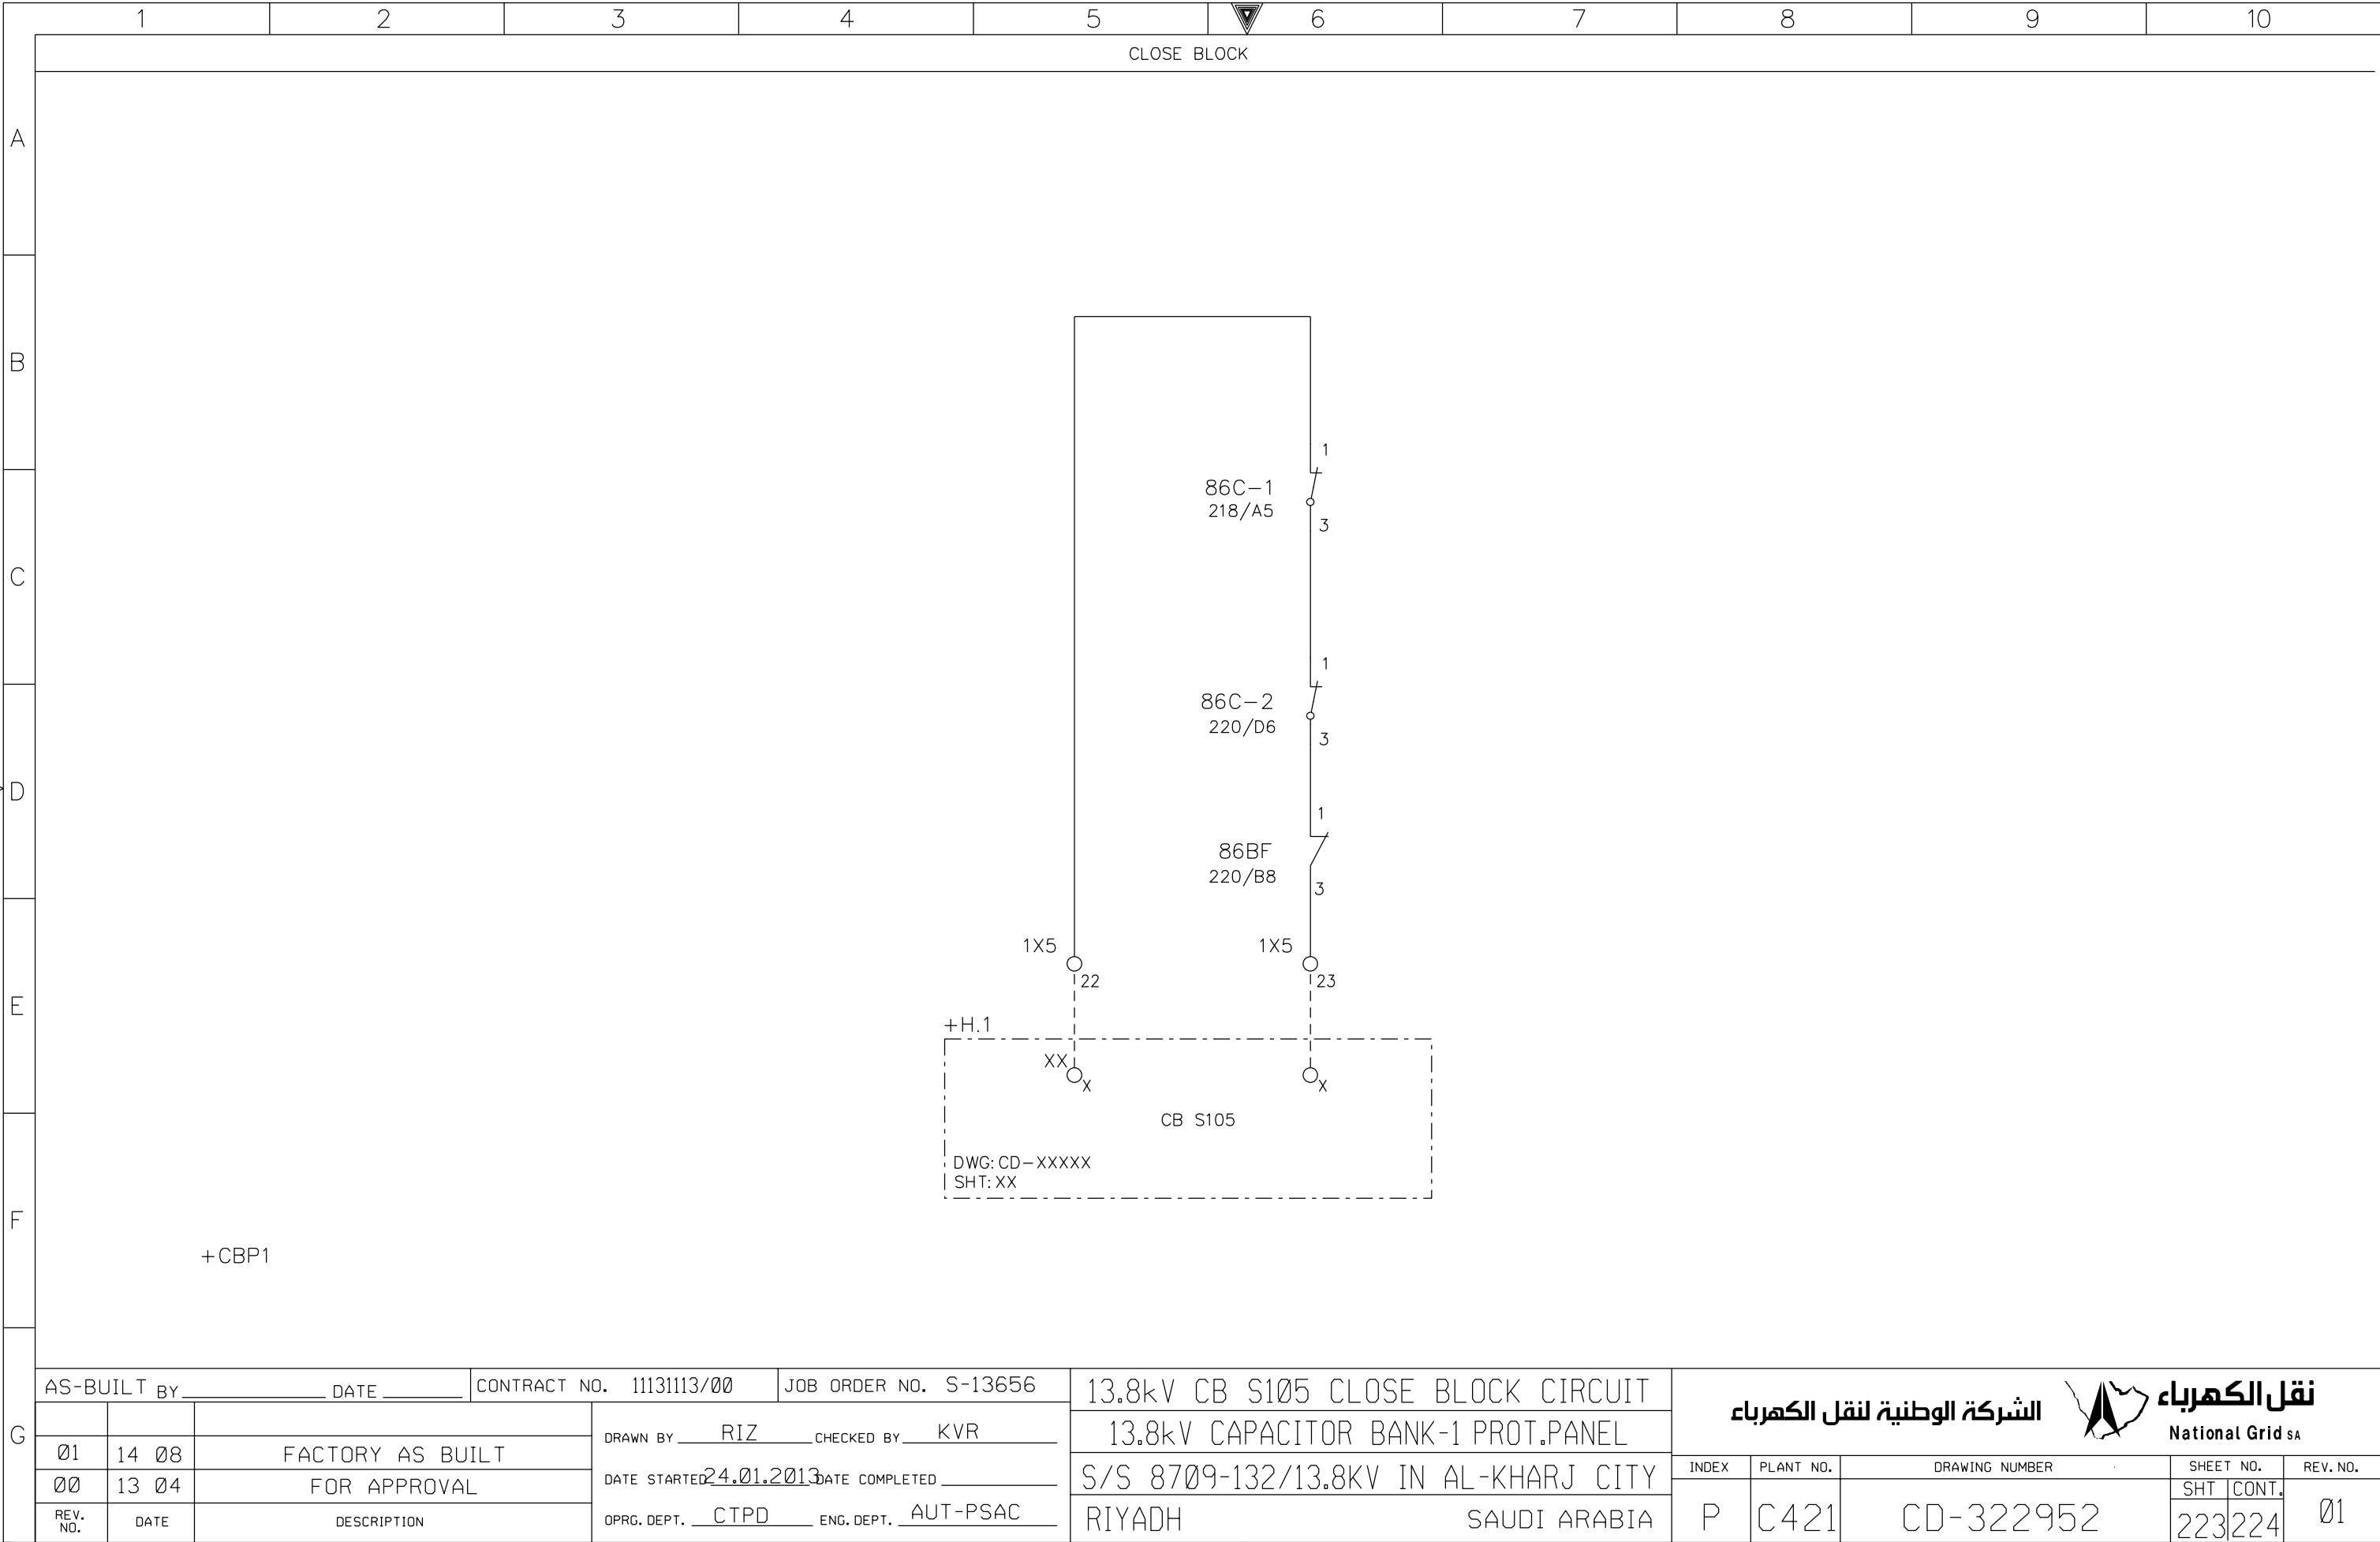 1 2 3 4 5 6 7 8 9 10
CLOSE BLOCK
A
B
C
D
E
F
G
1
86C-1
218/A5
3
1
86C-2
220/D6
3
1
86BF
220/B8
3
1X5
22
1X5
23
+H.1
XX
X
X
CB S105
DWG:CD-XXXXX
SHT:XX
+CBP1
AS-BUILT BY DATE
CONTRACT NO. 11131113/00
JOB ORDER NO. S-13656
01 14 08 FACTORY AS BUILT
00 13 04 FOR APPROVAL
REV. NO. DATE DESCRIPTION
DRAWN BY RIZ CHECKED BY KVR
DATE STARTED 24.01.2013 DATE COMPLETED
OPRG. DEPT. CTPD ENG. DEPT. AUT-PSAC
13.8kV CB S105 CLOSE BLOCK CIRCUIT
13.8kV CAPACITOR BANK-1 PROT.PANEL
S/S 8709-132/13.8KV IN AL-KHARJ CITY
RIYADH SAUDI ARABIA
الشركة الوطنية لنقل الكهرباء
نقل الكهرباء
National Grid SA
INDEX PLANT NO. DRAWING NUMBER SHEET NO. REV. NO.
SHT CONT.
P C421 CD-322952 223 224 01